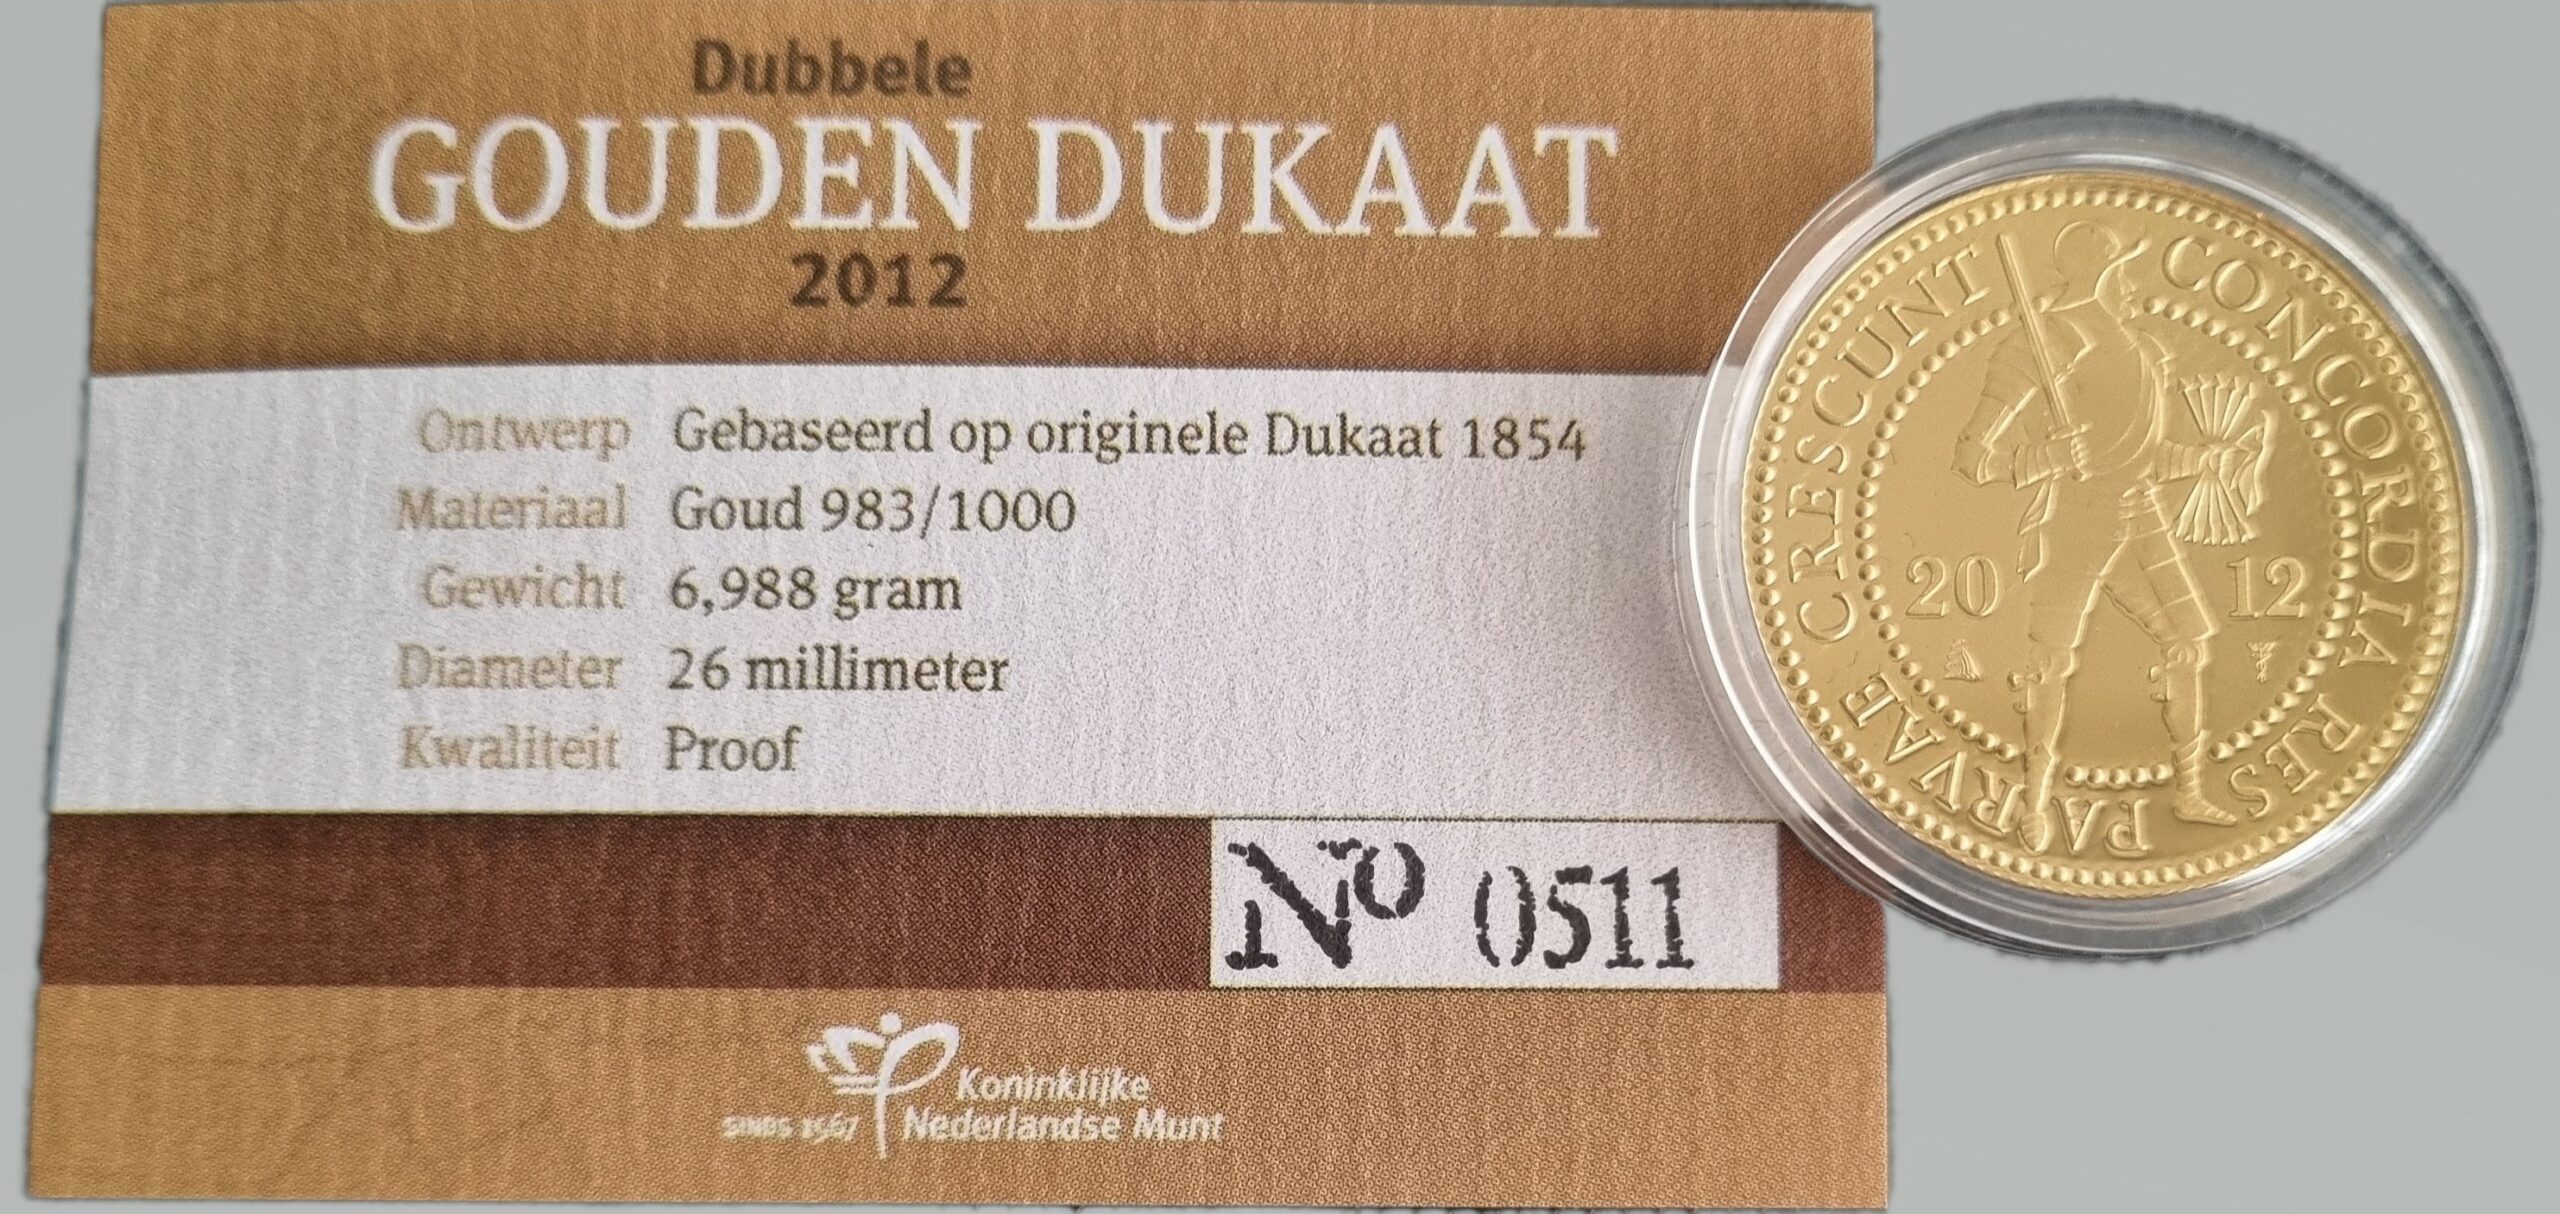 Dubbele
GOUDEN DUKAAT
2012
Ontwerp Gebaseerd op originele Dukaat 1854
Materiaal Goud 983/1000
Gewicht 6,988 gram
Diameter 26 millimeter
Kwaliteit Proof
No 0511
Koninklijke
SINDS 1567 Nederlandse Munt
CONCORDIA RES PARVAE CRESCUNT
20 12